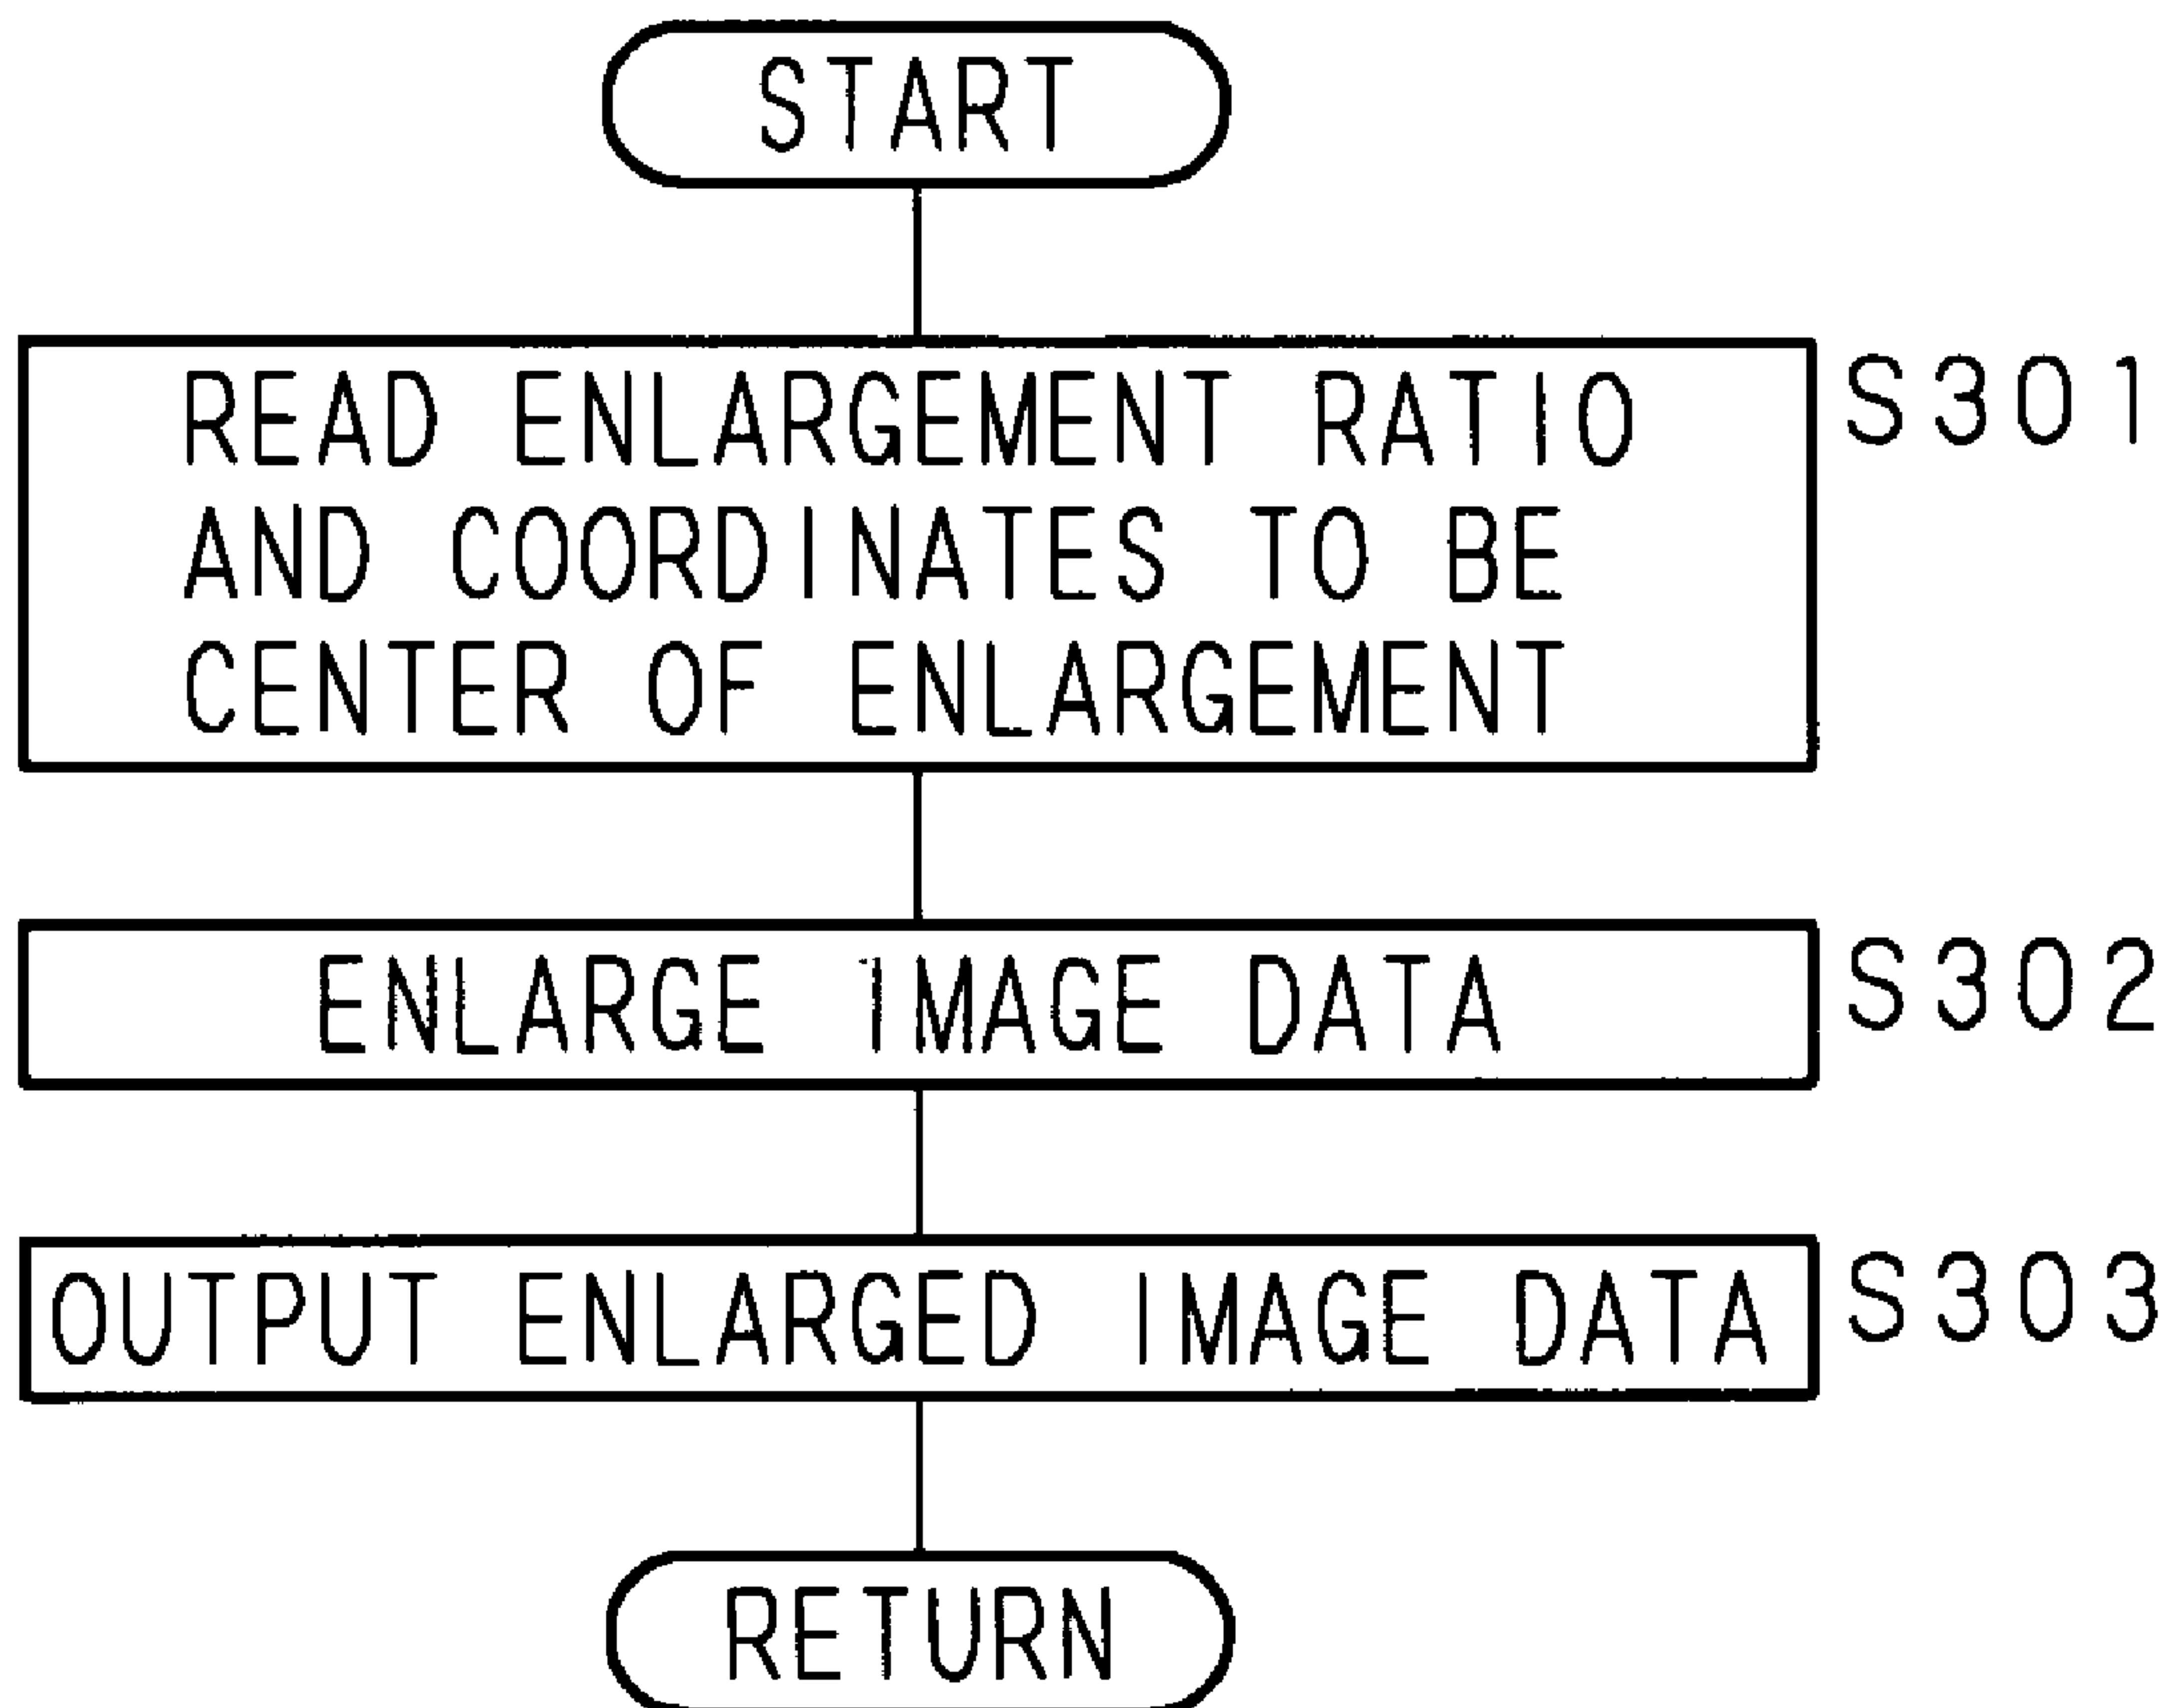 START
READ ENLARGEMENT RATIO
AND COORDINATES TO BE
CENTER OF ENLARGEMENT
S301
ENLARGE IMAGE DATA
S302
OUTPUT ENLARGED IMAGE DATA
S303
RETURN